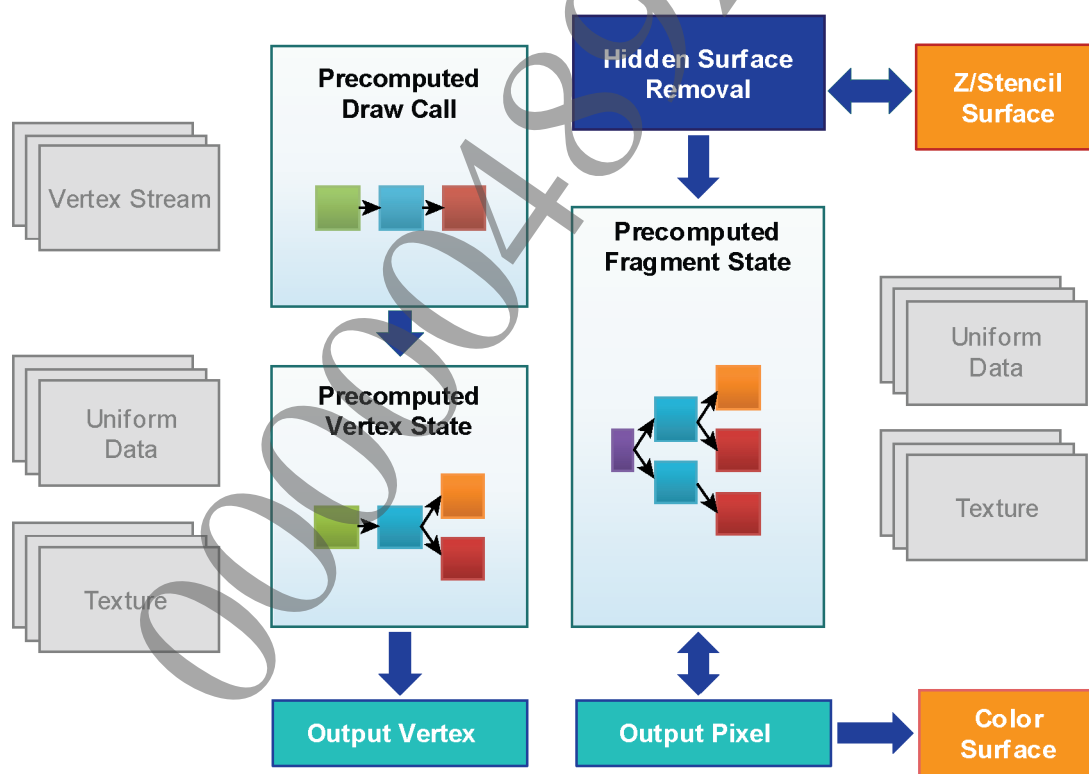 Precomputed
Draw Call
Hidden Surface
Removal
Z/Stencil
Surface
Vertex Stream
Precomputed
Fragment State
Uniform
Data
Precomputed
Vertex State
Uniform
Data
Texture
Texture
Output Vertex
Output Pixel
Color
Surface